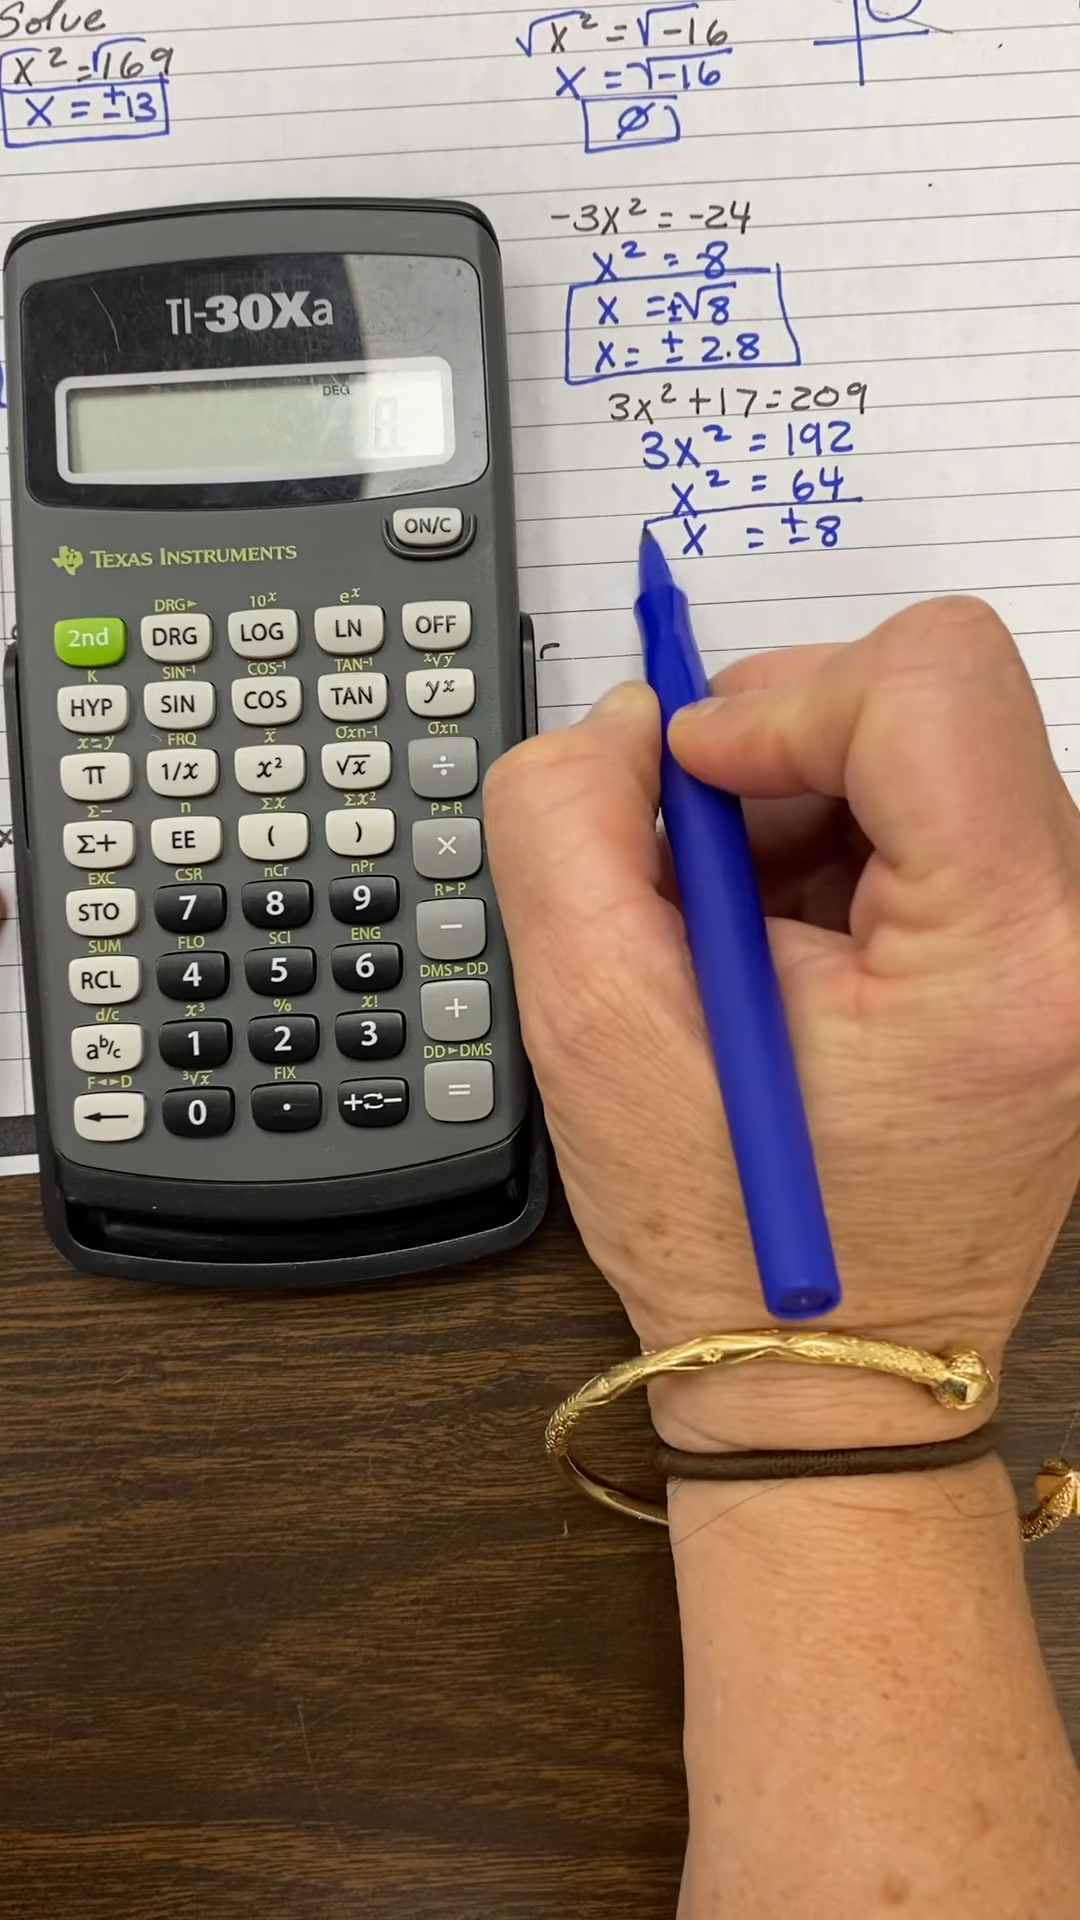 Solve
√x² = √169
x = ±13
√x² = √-16
x = √-16
∅
-3x² = -24
x² = 8
x = ±√8
x = ± 2.8
3x² + 17 = 209
3x² = 192
x² = 64
x = ±8
TI-30Xa
DEG
8.
ON/C
TEXAS INSTRUMENTS
DRG► 10ˣ eˣ
2nd DRG LOG LN OFF
K SIN⁻¹ COS⁻¹ TAN⁻¹ ˣ√y
HYP SIN COS TAN yˣ
x⇄y FRQ x̄ σxn-1 σxn
π 1/x x² √x ÷
Σ- n Σx Σx² P►R
Σ+ EE ( ) ×
EXC CSR nCr nPr R►P
STO 7 8 9 −
SUM FLO SCI ENG DMS►DD
RCL 4 5 6 +
d/c x³ % x! DD►DMS
aᵇ/c 1 2 3 =
F◄►D ³√x FIX
← 0 . +⇄−